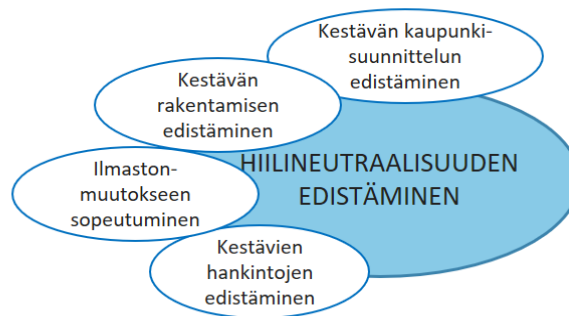 Kestävän kaupunki-
suunnittelun
edistäminen
Kestävän
rakentamisen
edistäminen
HIILINEUTRAALISUUDEN
EDISTÄMINEN
Ilmaston-
muutokseen
sopeutuminen
Kestävien
hankintojen
edistäminen